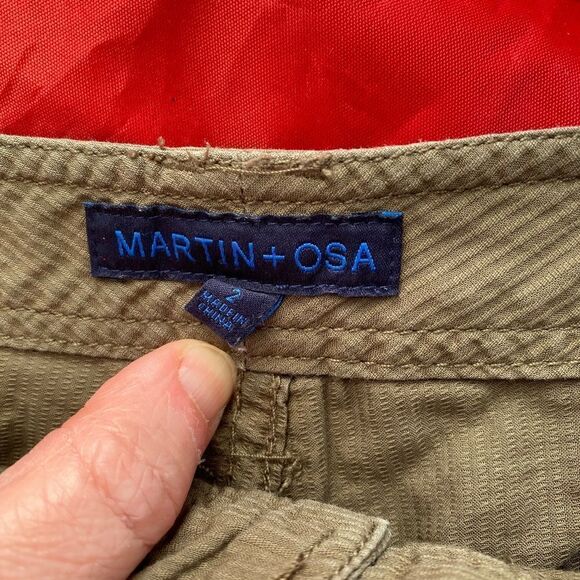 MARTIN + OSA
2
MADE IN
CHINA